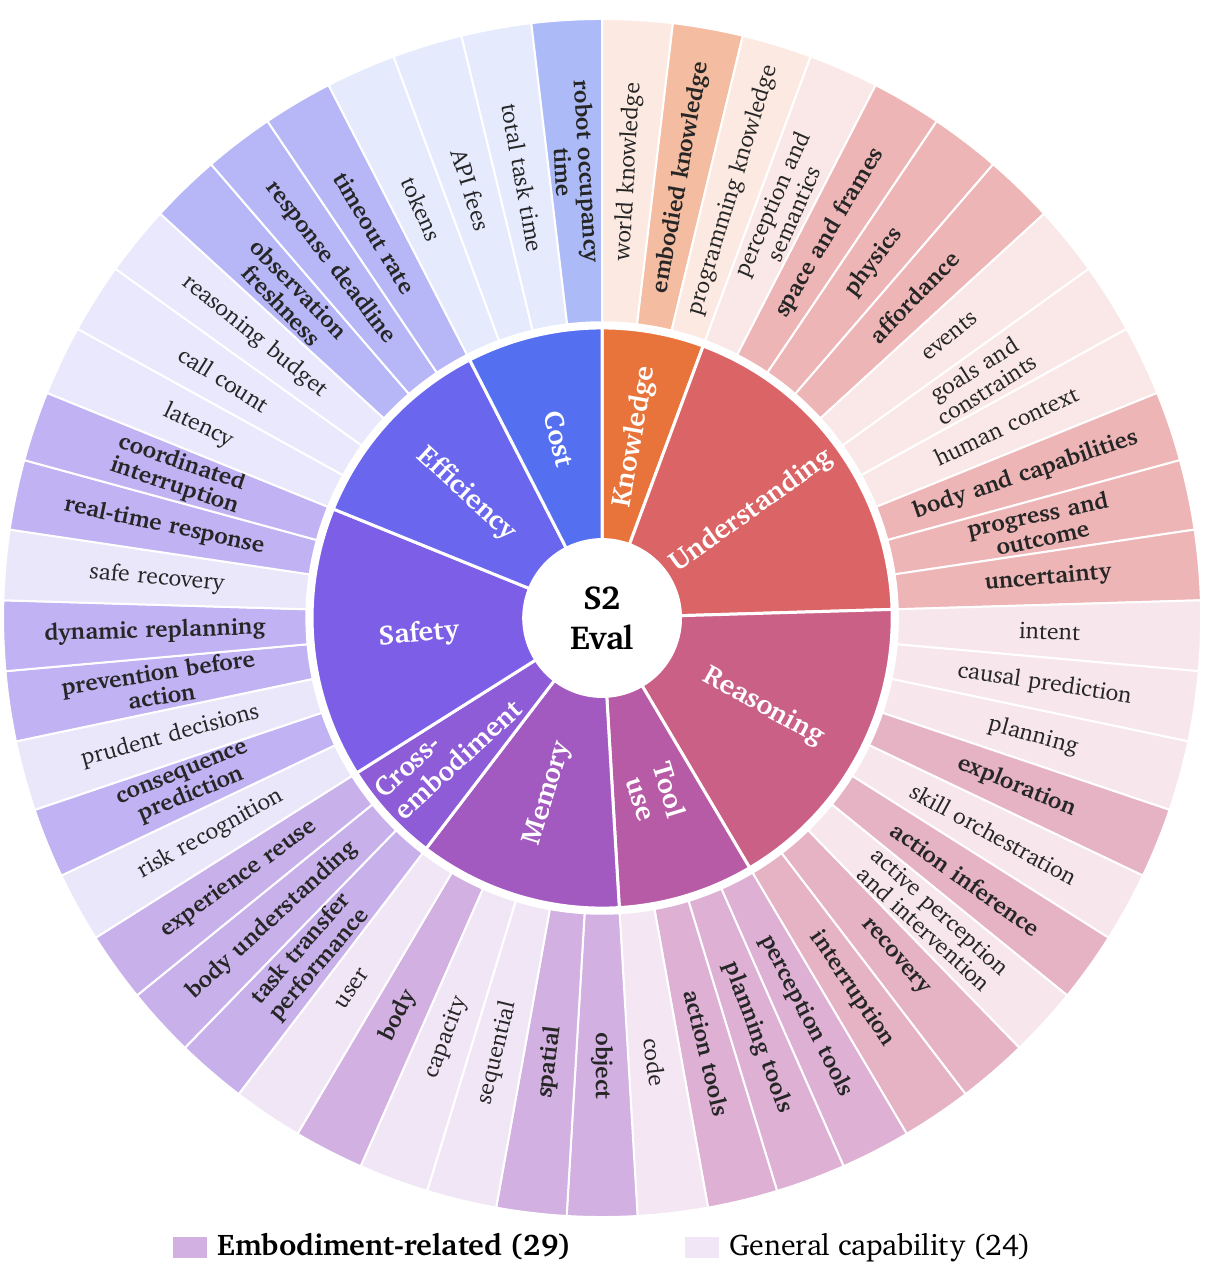 S2
Eval
Knowledge
Understanding
Reasoning
Tool
use
Memory
Cross-
embodiment
Safety
Efficiency
Cost
world knowledge
embodied knowledge
programming knowledge
perception and
semantics
space and frames
physics
affordance
events
goals and
constraints
human context
body and capabilities
progress and
outcome
uncertainty
intent
causal prediction
planning
exploration
skill orchestration
action inference
active perception
and intervention
recovery
interruption
perception tools
planning tools
action tools
code
object
spatial
sequential
capacity
body
user
task transfer
performance
body understanding
experience reuse
risk recognition
consequence
prediction
prudent decisions
prevention before
action
dynamic replanning
safe recovery
real-time response
coordinated
interruption
latency
call count
reasoning budget
observation
freshness
response deadline
timeout rate
tokens
API fees
total task time
robot occupancy
time
Embodiment-related (29)
General capability (24)